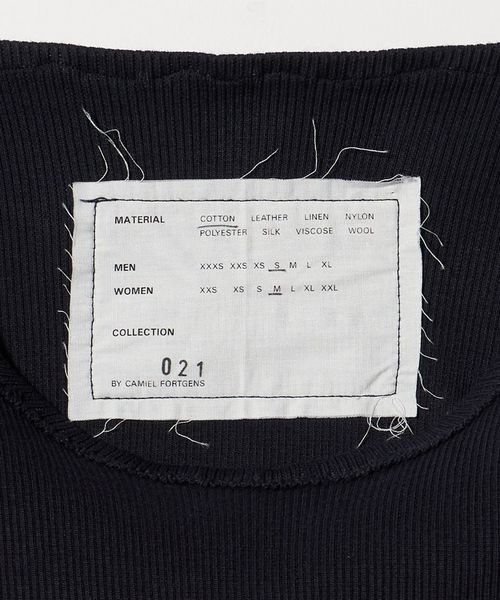 MATERIAL COTTON LEATHER LINEN NYLON
POLYESTER SILK VISCOSE WOOL
MEN XXXS XXS XS S M L XL
WOMEN XXS XS S M L XL XXL
COLLECTION
021
BY CAMIEL FORTGENS